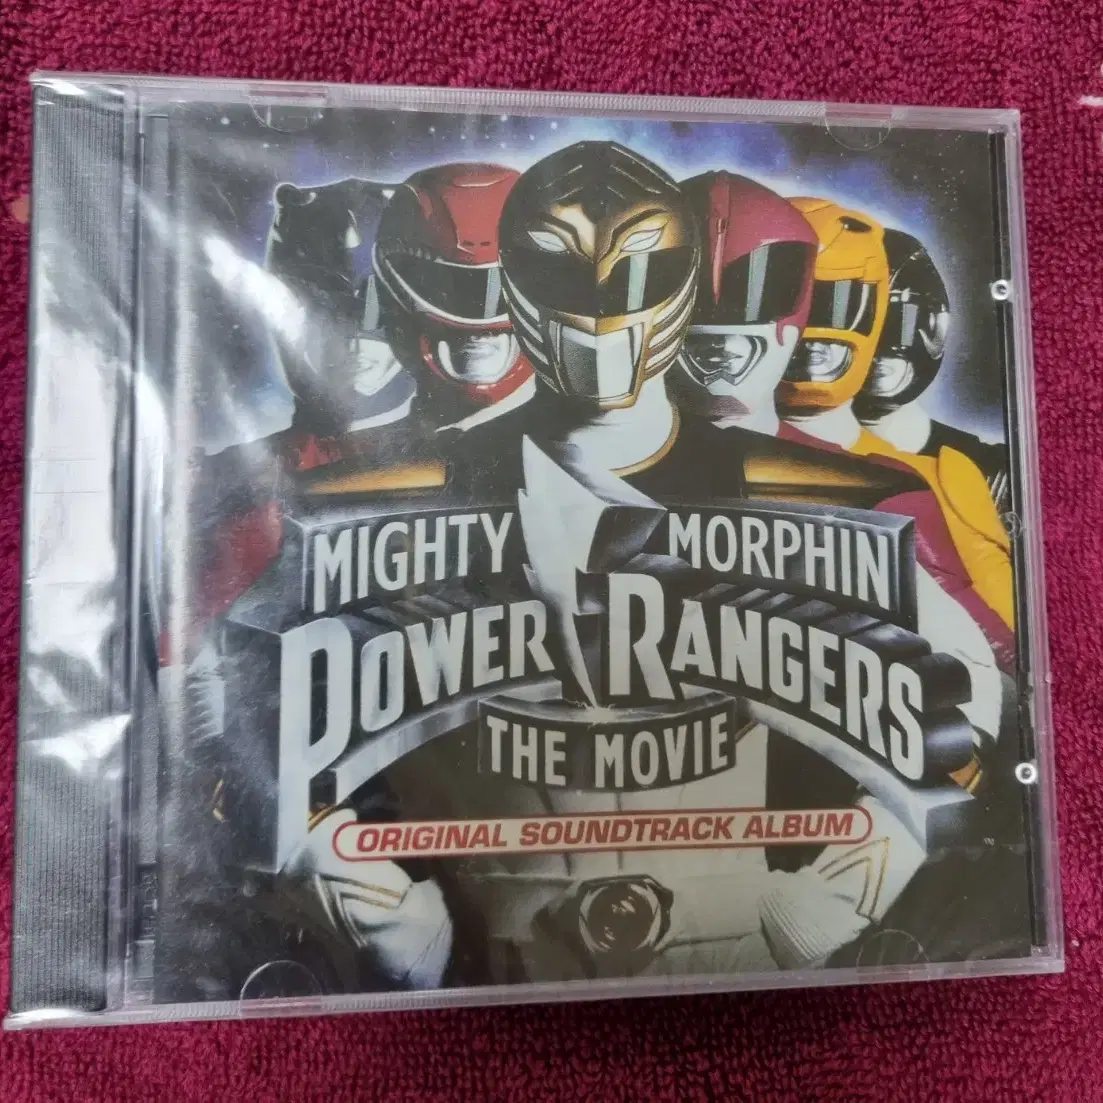 MIGHTY MORPHIN
POWER RANGERS
THE MOVIE
ORIGINAL SOUNDTRACK ALBUM